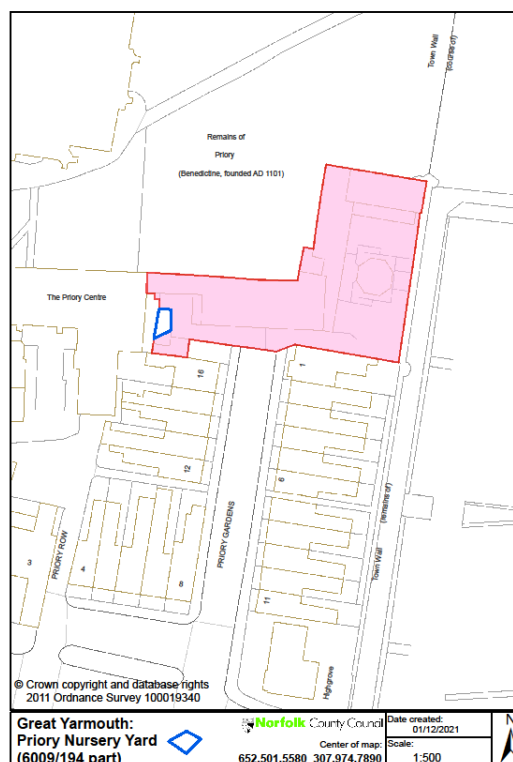 Town Wall
(course of)
Remains of
Priory
(Benedictine, founded AD 1101)
The Priory Centre
16
1
12
6
PRIORY GARDENS
(remains of)
Town Wall
PRIORY ROW
3
4
8
11
Highgrove
© Crown copyright and database rights
2011 Ordnance Survey 100019340
Great Yarmouth:
Priory Nursery Yard
(6009/194 part)
Norfolk County Council
Center of map:
652.501.5580 307.974.7890
Date created:
01/12/2021
Scale:
1:500
N